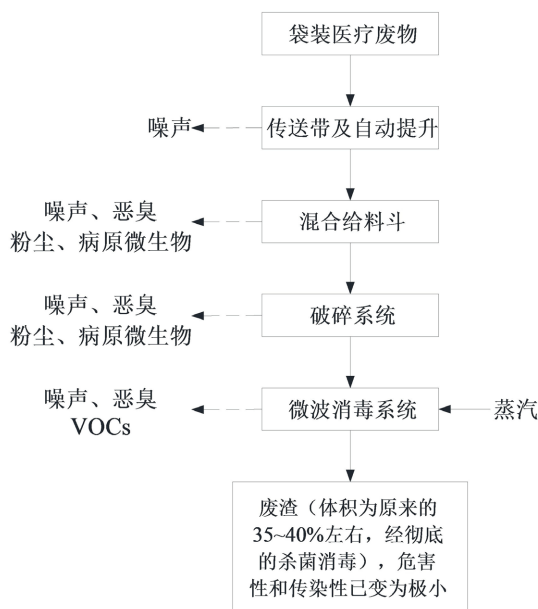 袋装医疗废物
噪声
传送带及自动提升
噪声、恶臭
粉尘、病原微生物
混合给料斗
噪声、恶臭
粉尘、病原微生物
破碎系统
噪声、恶臭
VOCs
微波消毒系统
蒸汽
废渣（体积为原来的
35~40%左右，经彻底
的杀菌消毒），危害
性和传染性已变为极小